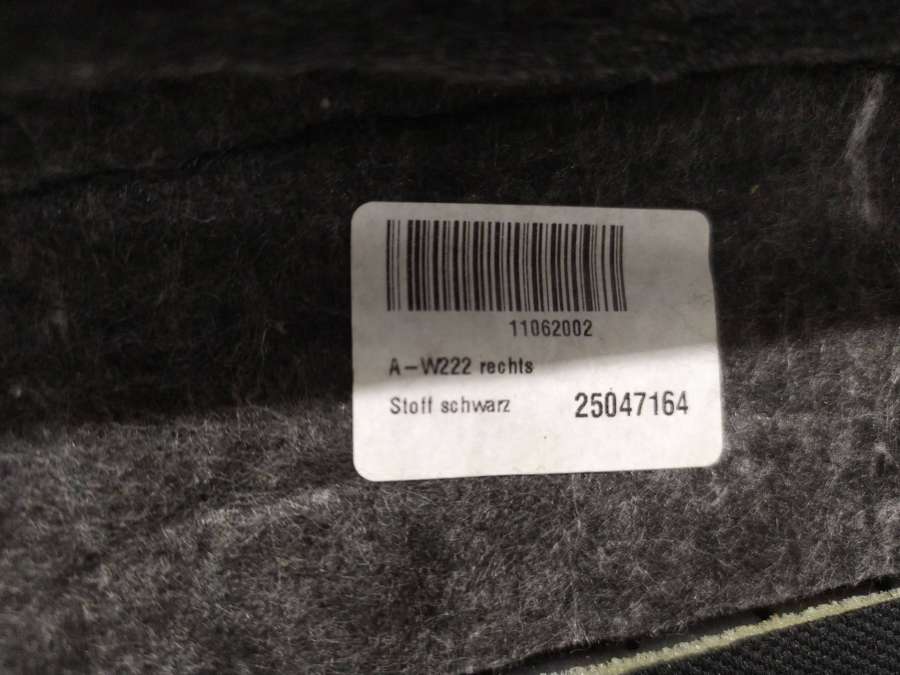 11062002
A-W222 rechts
Stoff schwarz 25047164